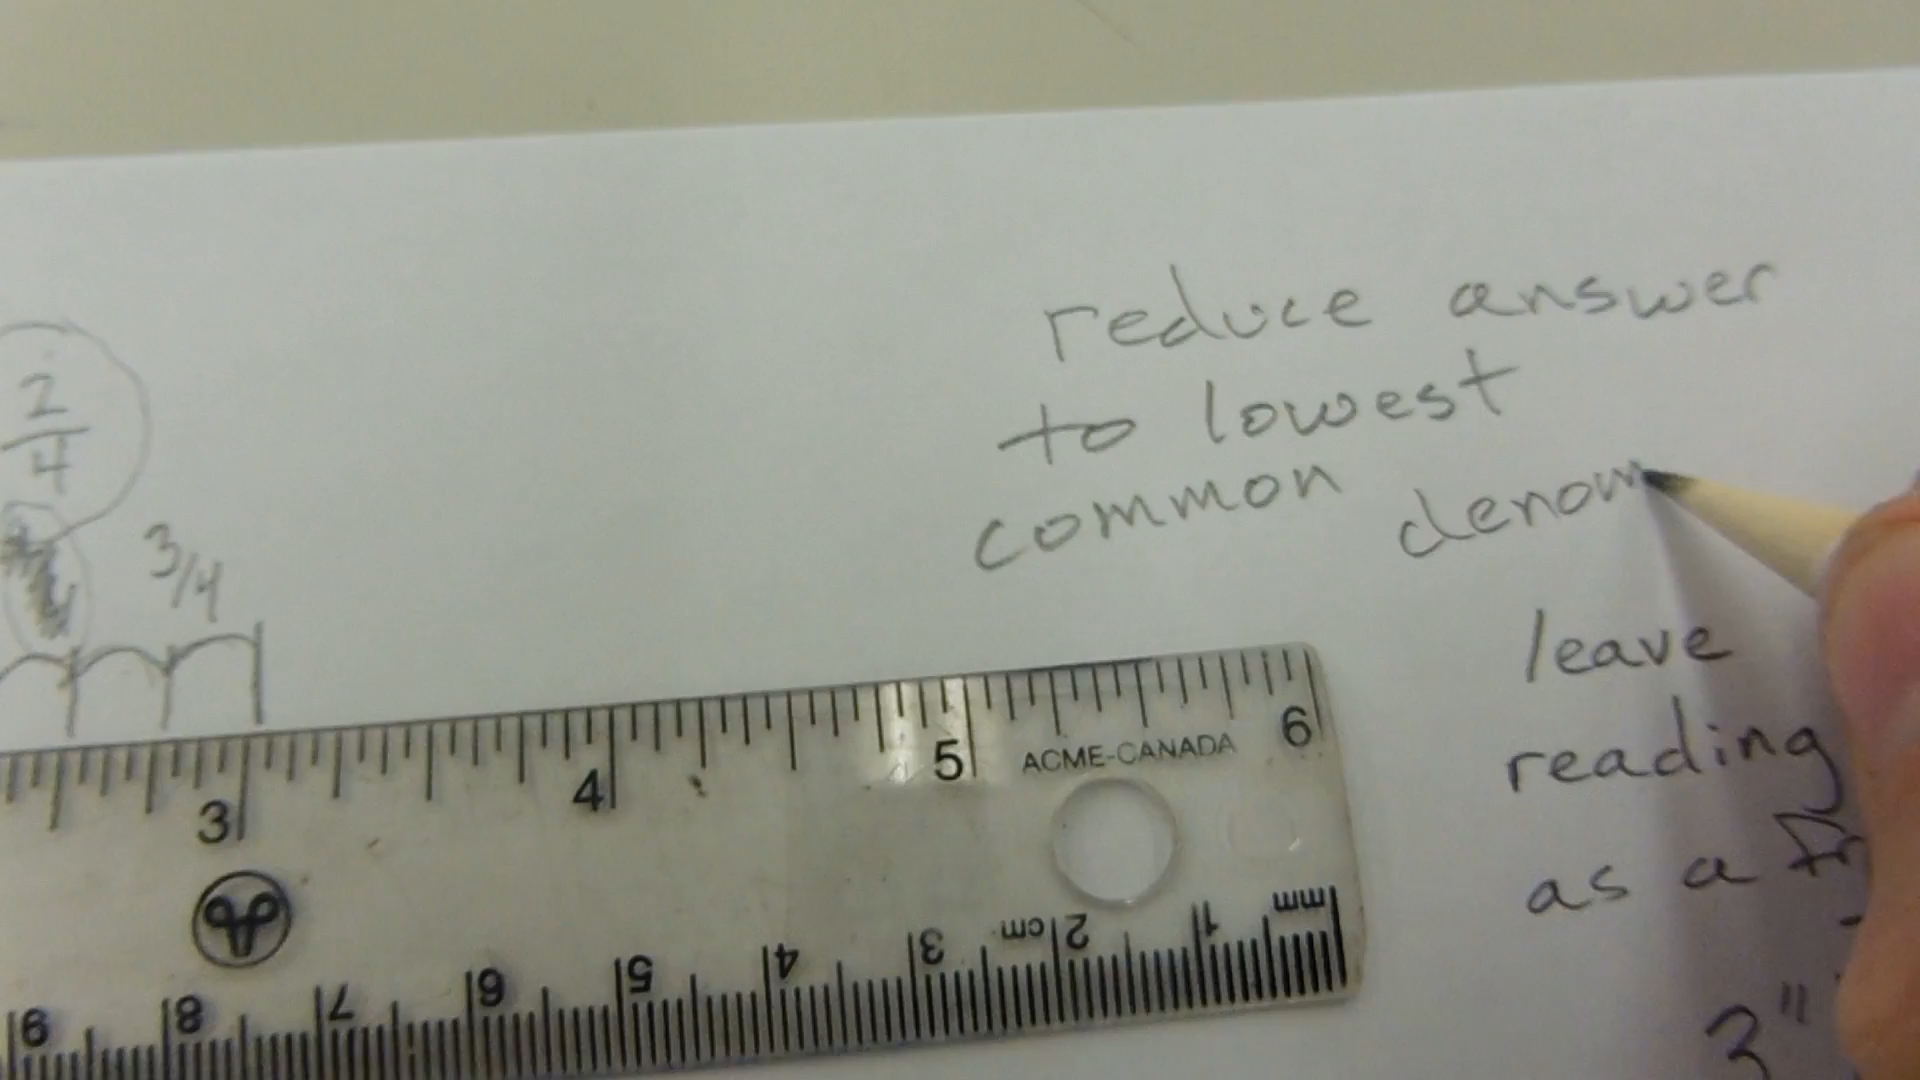 reduce answer
to lowest
common denom
2
4
3/4
leave
reading
as a
3"
3 4 5 6
ACME-CANADA
mm
1 2 cm 3 4 5 6 7 8 9